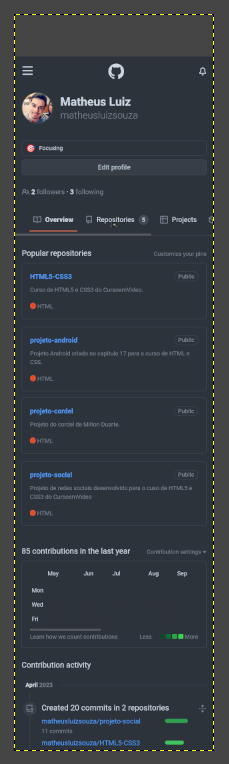 Matheus Luiz
matheusluizsouza
Focusing
Edit profile
2 followers · 3 following
Overview
Repositories 5
Projects
Popular repositories
Customize your pins
HTML5-CSS3
Public
Curso de HTML5 e CSS3 do CursoemVideo.
HTML
projeto-android
Public
Projeto Android criado no capítulo 17 para o curso de HTML e
CSS.
HTML
projeto-cordel
Public
Projeto do cordel de Milton Duarte.
HTML
projeto-social
Public
Projeto de redes sociais desenvolvido para o cuso de HTML5 e
CSS3 do CursoemVideo
HTML
85 contributions in the last year
Contribution settings
May Jun Jul Aug Sep
Mon
Wed
Fri
Learn how we count contributions
Less
More
Contribution activity
April 2023
Created 20 commits in 2 repositories
matheusluizsouza/projeto-social
11 commits
matheusluizsouza/HTML5-CSS3